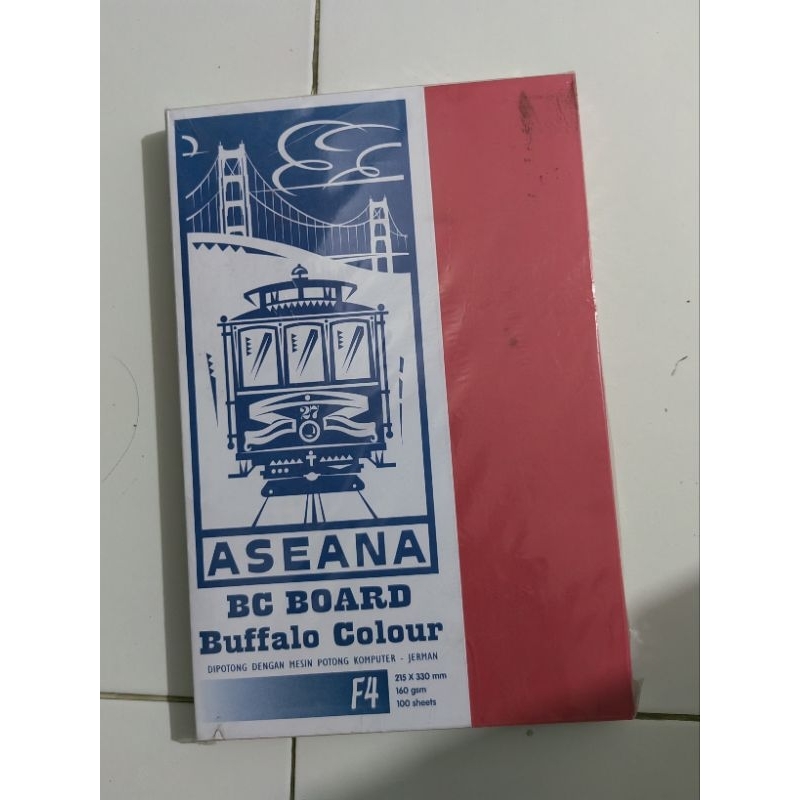 27
ASEANA
BC BOARD
Buffalo Colour
DIPOTONG DENGAN MESIN POTONG KOMPUTER - JERMAN
F4
215 X 330 mm
160 gsm
100 sheets